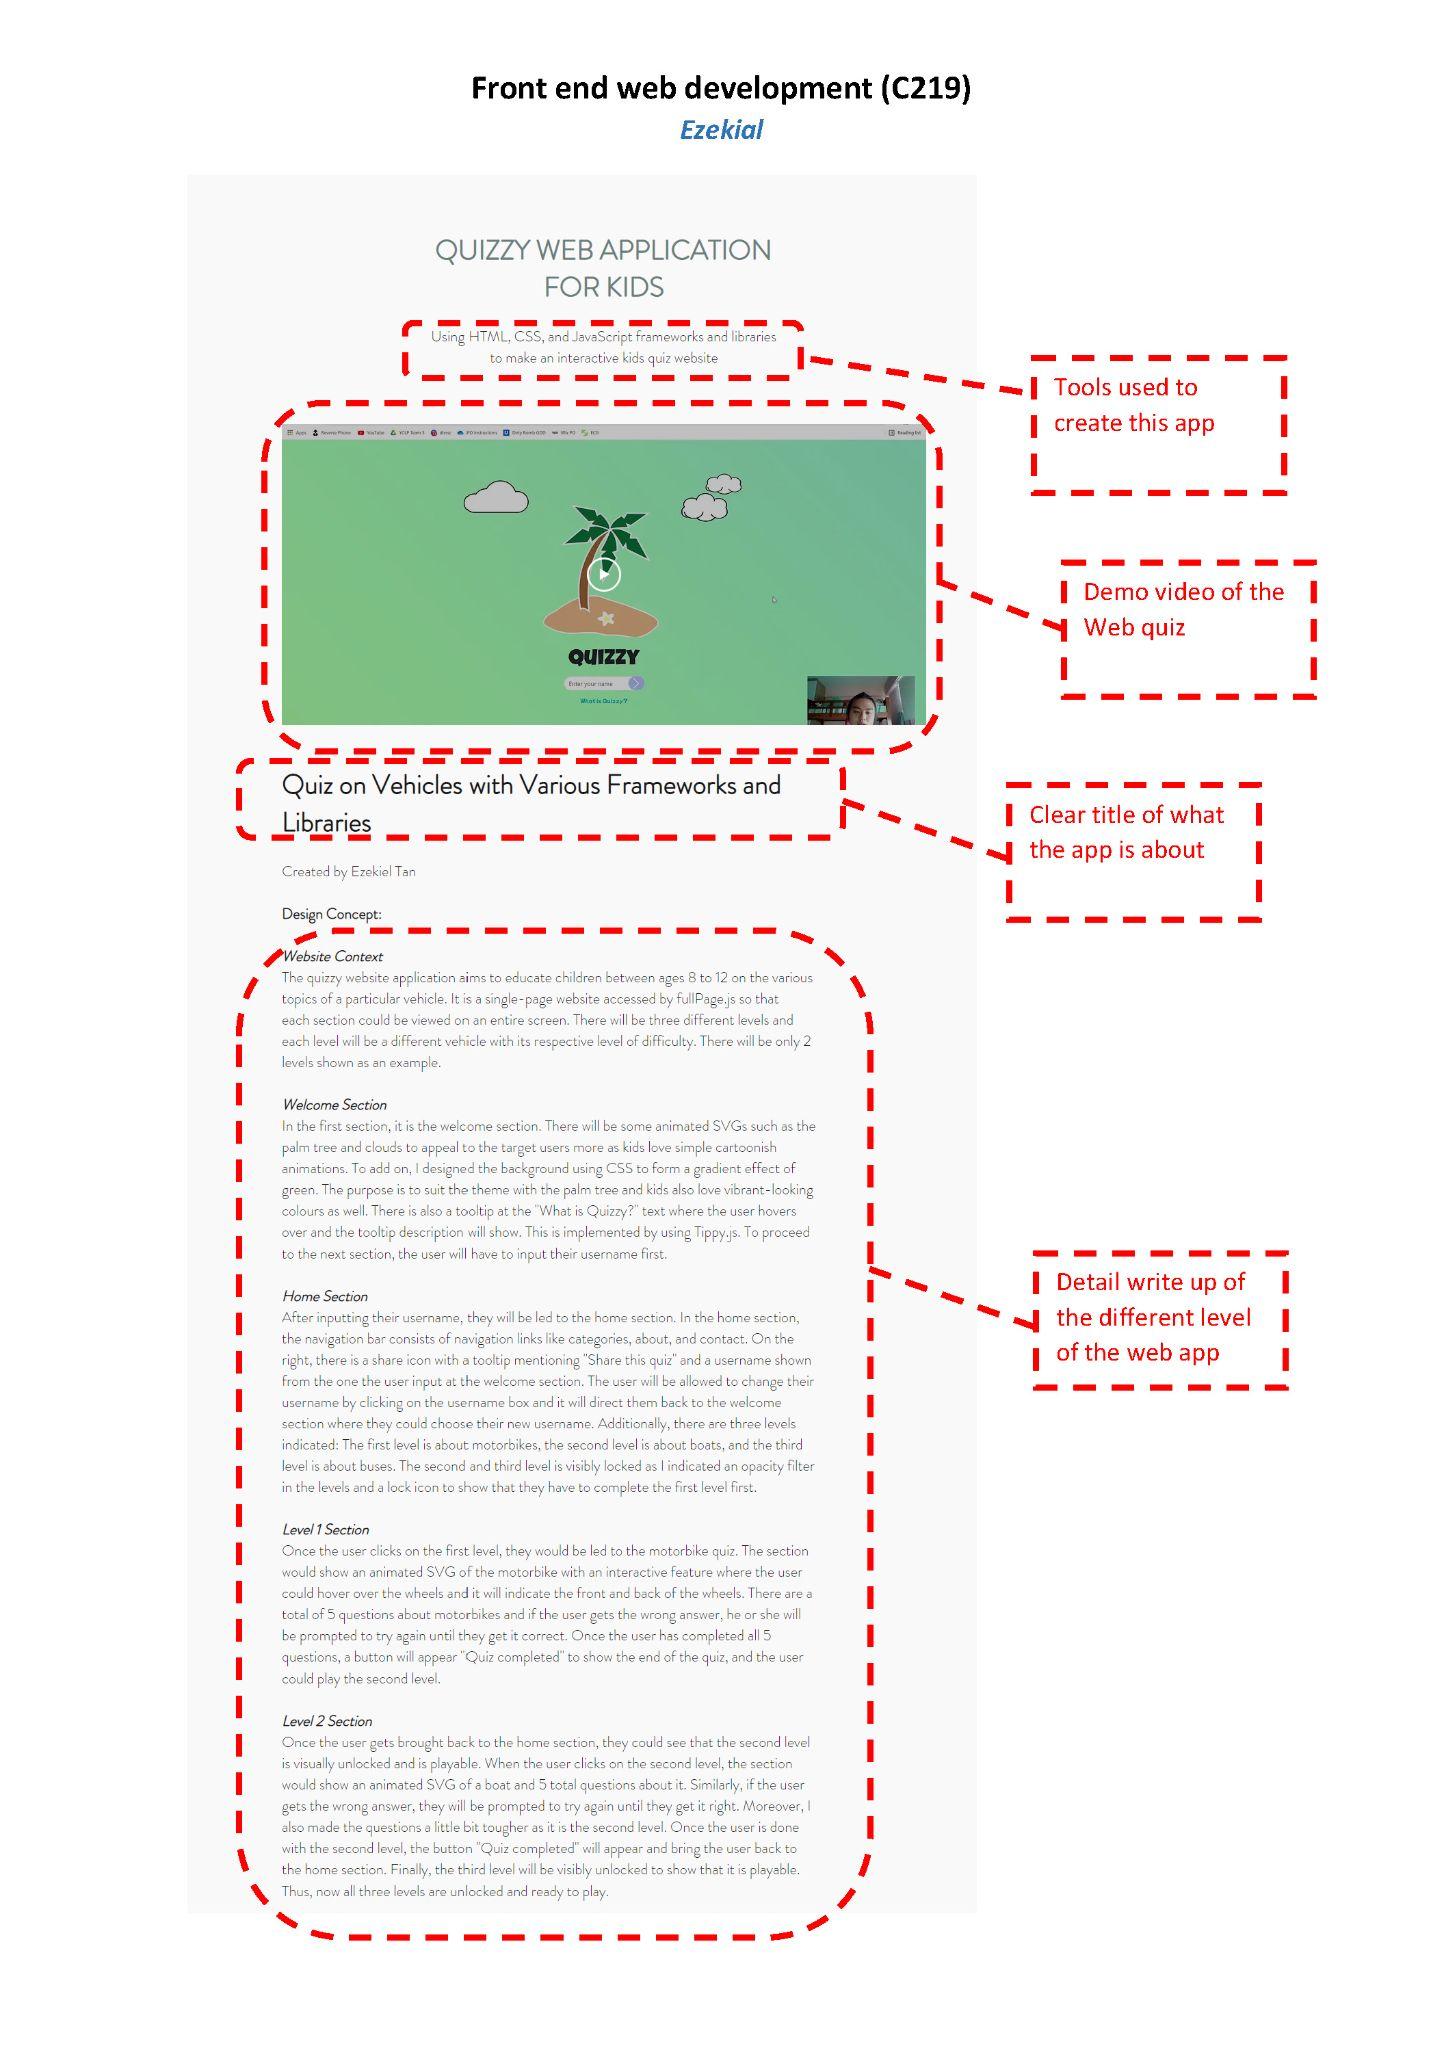 Front end web development (C219)
Ezekial
QUIZZY WEB APPLICATION
FOR KIDS
Using HTML, CSS, and JavaScript frameworks and libraries
to make an interactive kids quiz website
Tools used to
create this app
Apps
Reverse Phone
YouTube
Reading list
QUIZZY
Enter your name
What is Quizzy?
Demo video of the
Web quiz
Quiz on Vehicles with Various Frameworks and
Libraries
Clear title of what
the app is about
Created by Ezekiel Tan
Design Concept:
Website Context
The quizzy website application aims to educate children between ages 8 to 12 on the various
topics of a particular vehicle. It is a single-page website accessed by fullPage.js so that
each section could be viewed on an entire screen. There will be three different levels and
each level will be a different vehicle with its respective level of difficulty. There will be only 2
levels shown as an example.
Welcome Section
In the first section, it is the welcome section. There will be some animated SVGs such as the
palm tree and clouds to appeal to the target users more as kids love simple cartoonish
animations. To add on, I designed the background using CSS to form a gradient effect of
green. The purpose is to suit the theme with the palm tree and kids also love vibrant-looking
colours as well. There is also a tooltip at the "What is Quizzy?" text where the user hovers
over and the tooltip description will show. This is implemented by using Tippy.js. To proceed
to the next section, the user will have to input their username first.
Home Section
After inputting their username, they will be led to the home section. In the home section,
the navigation bar consists of navigation links like categories, about, and contact. On the
right, there is a share icon with a tooltip mentioning "Share this quiz" and a username shown
from the one the user input at the welcome section. The user will be allowed to change their
username by clicking on the username box and it will direct them back to the welcome
section where they could choose their new username. Additionally, there are three levels
indicated: The first level is about motorbikes, the second level is about boats, and the third
level is about buses. The second and third level is visibly locked as I indicated an opacity filter
in the levels and a lock icon to show that they have to complete the first level first.
Detail write up of
the different level
of the web app
Level 1 Section
Once the user clicks on the first level, they would be led to the motorbike quiz. The section
would show an animated SVG of the motorbike with an interactive feature where the user
could hover over the wheels and it will indicate the front and back of the wheels. There are a
total of 5 questions about motorbikes and if the user gets the wrong answer, he or she will
be prompted to try again until they get it correct. Once the user has completed all 5
questions, a button will appear "Quiz completed" to show the end of the quiz, and the user
could play the second level.
Level 2 Section
Once the user gets brought back to the home section, they could see that the second level
is visually unlocked and is playable. When the user clicks on the second level, the section
would show an animated SVG of a boat and 5 total questions about it. Similarly, if the user
gets the wrong answer, they will be prompted to try again until they get it right. Moreover, I
also made the questions a little bit tougher as it is the second level. Once the user is done
with the second level, the button "Quiz completed" will appear and bring the user back to
the home section. Finally, the third level will be visibly unlocked to show that it is playable.
Thus, now all three levels are unlocked and ready to play.